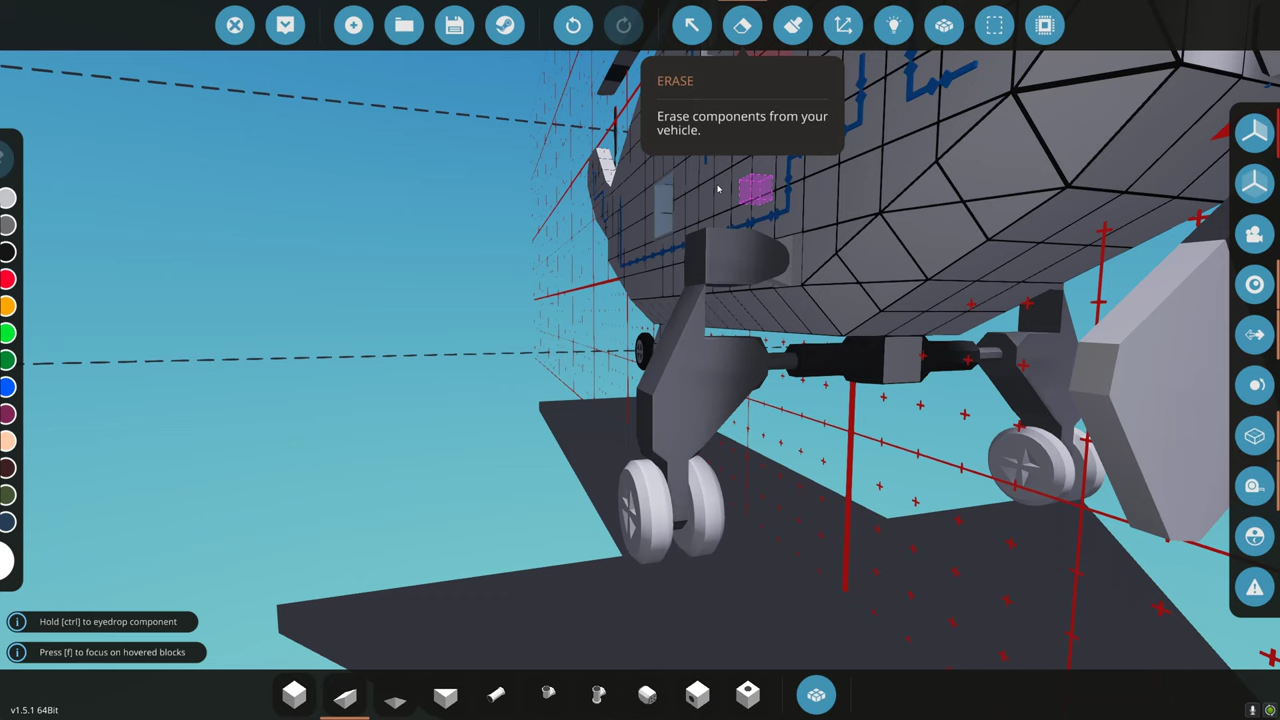 ERASE
Erase components from your
vehicle.
Hold [ctrl] to eyedrop component
Press [f] to focus on hovered blocks
v1.5.1 64Bit